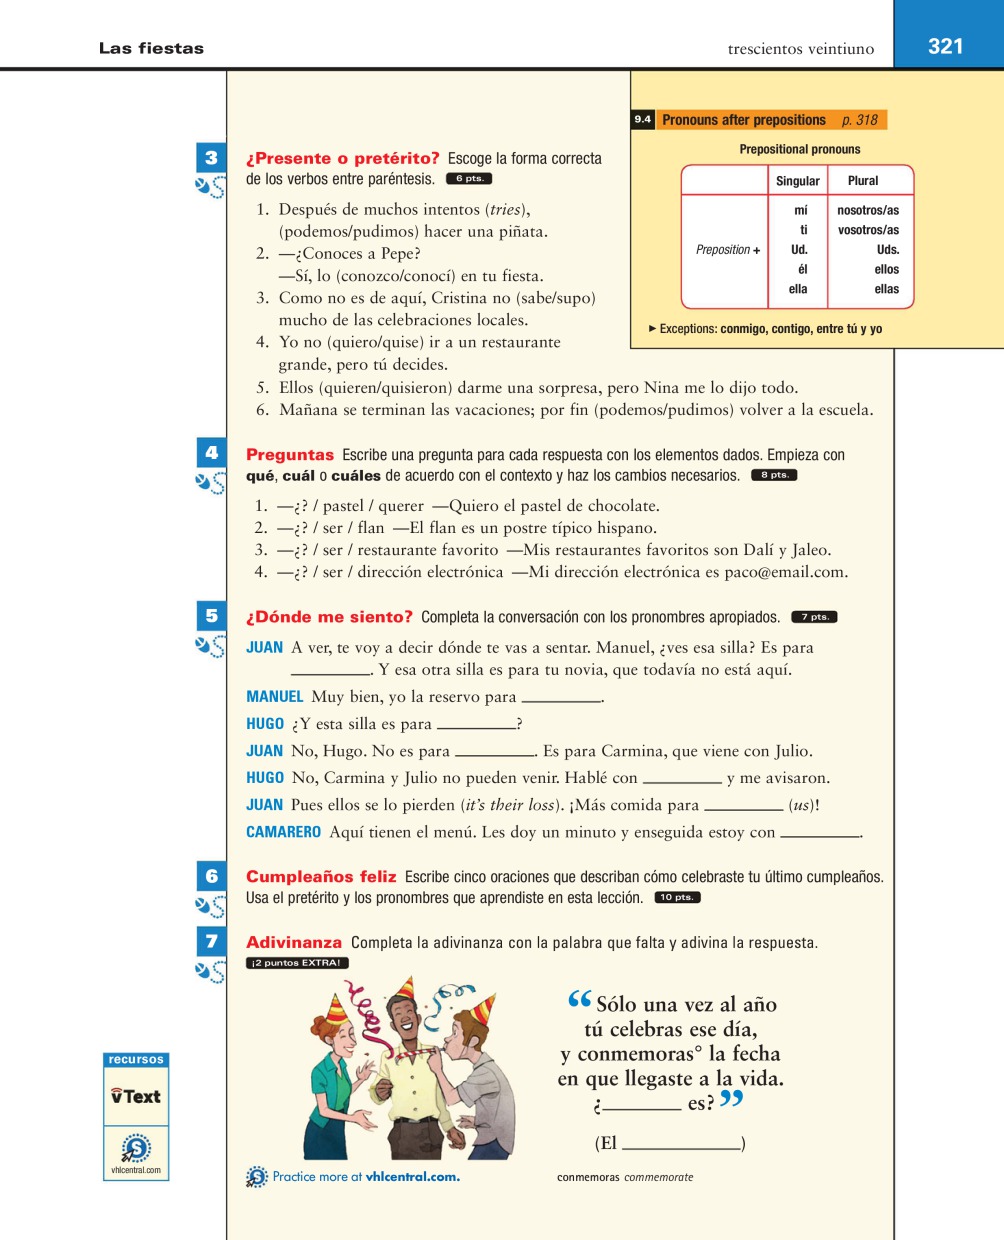 Las fiestas
trescientos veintiuno
321
9.4 Pronouns after prepositions p. 318
Prepositional pronouns
Singular Plural
mí nosotros/as
ti vosotros/as
Preposition + Ud. Uds.
él ellos
ella ellas
▶ Exceptions: conmigo, contigo, entre tú y yo
3 ¿Presente o pretérito? Escoge la forma correcta
de los verbos entre paréntesis. 6 pts.
1. Después de muchos intentos (tries),
(podemos/pudimos) hacer una piñata.
2. —¿Conoces a Pepe?
—Sí, lo (conozco/conocí) en tu fiesta.
3. Como no es de aquí, Cristina no (sabe/supo)
mucho de las celebraciones locales.
4. Yo no (quiero/quise) ir a un restaurante
grande, pero tú decides.
5. Ellos (quieren/quisieron) darme una sorpresa, pero Nina me lo dijo todo.
6. Mañana se terminan las vacaciones; por fin (podemos/pudimos) volver a la escuela.
4 Preguntas Escribe una pregunta para cada respuesta con los elementos dados. Empieza con
qué, cuál o cuáles de acuerdo con el contexto y haz los cambios necesarios. 8 pts.
1. —¿? / pastel / querer —Quiero el pastel de chocolate.
2. —¿? / ser / flan —El flan es un postre típico hispano.
3. —¿? / ser / restaurante favorito —Mis restaurantes favoritos son Dalí y Jaleo.
4. —¿? / ser / dirección electrónica —Mi dirección electrónica es paco@email.com.
5 ¿Dónde me siento? Completa la conversación con los pronombres apropiados. 7 pts.
JUAN A ver, te voy a decir dónde te vas a sentar. Manuel, ¿ves esa silla? Es para
_________. Y esa otra silla es para tu novia, que todavía no está aquí.
MANUEL Muy bien, yo la reservo para _________.
HUGO ¿Y esta silla es para _________?
JUAN No, Hugo. No es para _________. Es para Carmina, que viene con Julio.
HUGO No, Carmina y Julio no pueden venir. Hablé con _________ y me avisaron.
JUAN Pues ellos se lo pierden (it's their loss). ¡Más comida para _________ (us)!
CAMARERO Aquí tienen el menú. Les doy un minuto y enseguida estoy con _________.
6 Cumpleaños feliz Escribe cinco oraciones que describan cómo celebraste tu último cumpleaños.
Usa el pretérito y los pronombres que aprendiste en esta lección. 10 pts.
7 Adivinanza Completa la adivinanza con la palabra que falta y adivina la respuesta.
¡2 puntos EXTRA!
“Sólo una vez al año
tú celebras ese día,
y conmemoras° la fecha
en que llegaste a la vida.
¿_________ es?”
(El _____________)
recursos
vText
S
vhlcentral.com
S Practice more at vhlcentral.com.
conmemoras commemorate